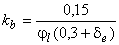 k_b = 0,15 / φ_l(0,3+δ_e)